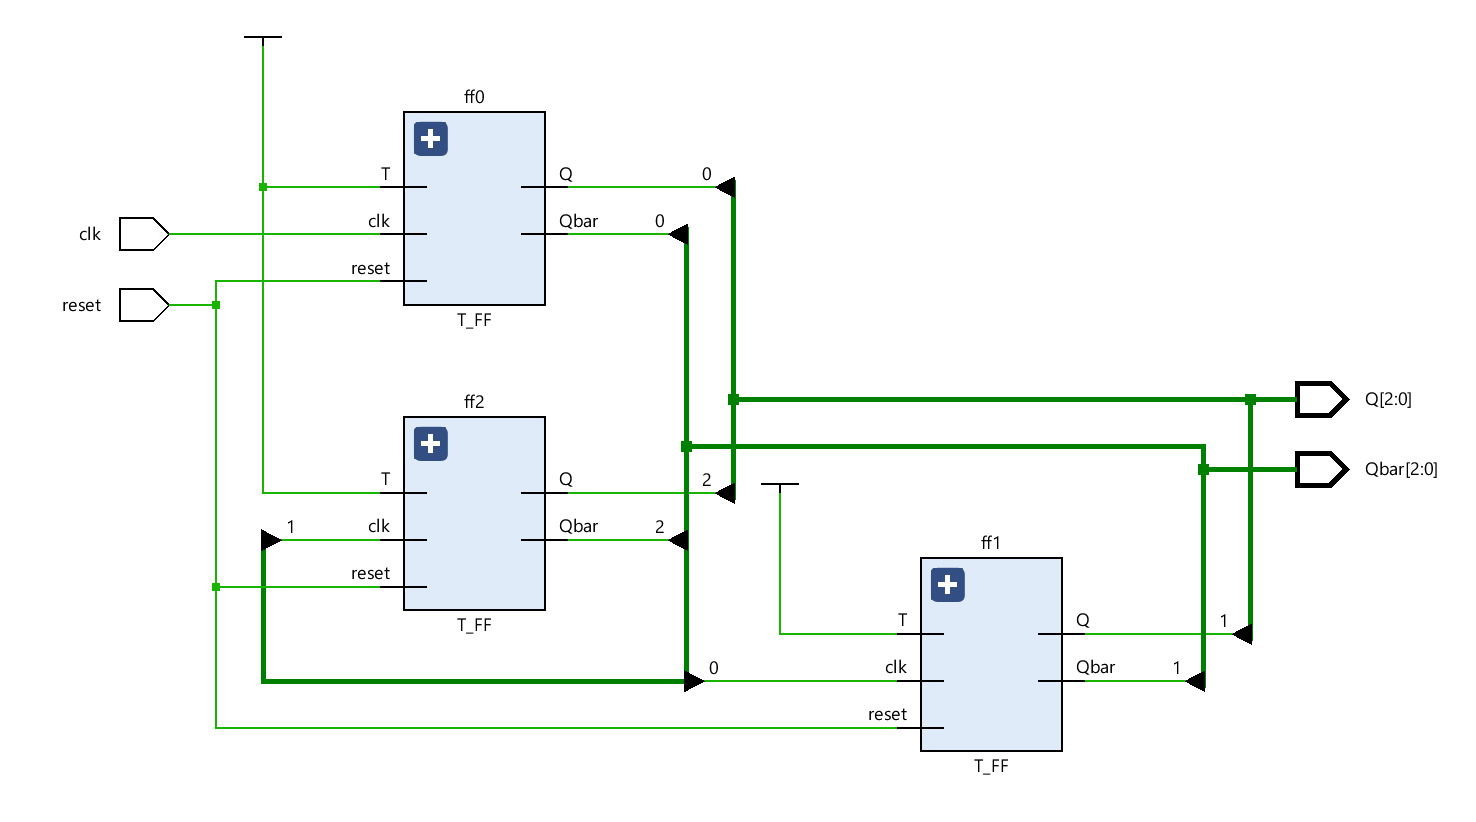 ff0
T
Q
0
clk
clk
Qbar
0
reset
reset
T_FF
ff2
Q[2:0]
Qbar[2:0]
T
Q
2
1
clk
Qbar
2
reset
T_FF
ff1
T
Q
1
0
clk
Qbar
1
reset
T_FF